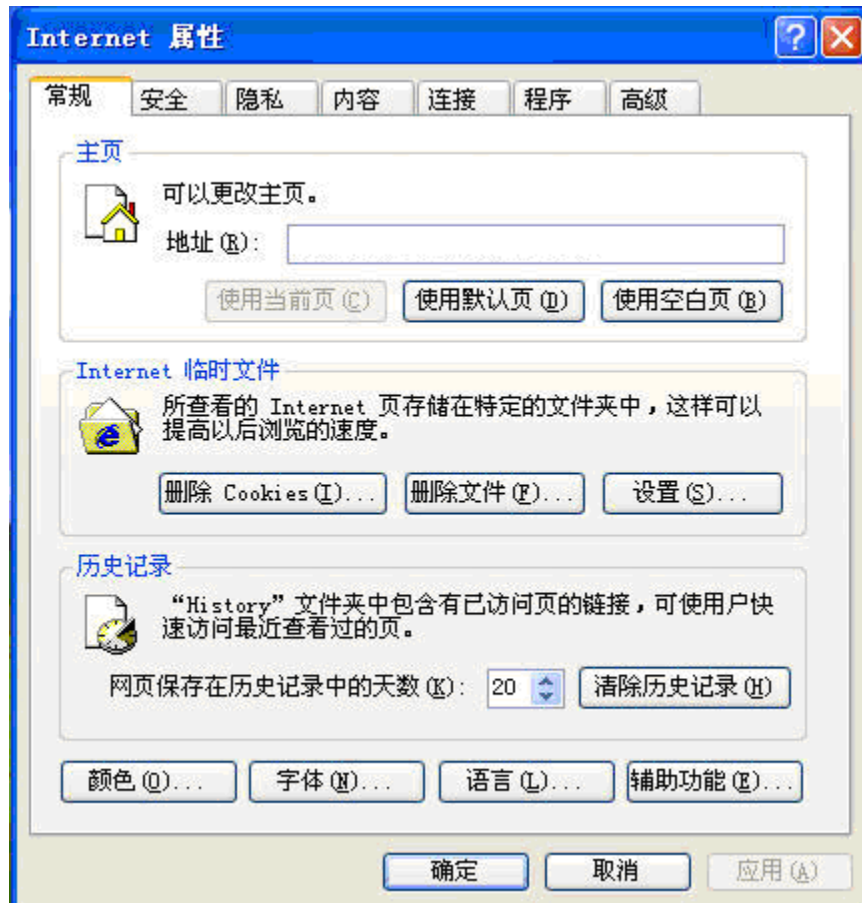 Internet 属性
常规 安全 隐私 内容 连接 程序 高级
主页
可以更改主页。
地址(R):
使用当前页(C) 使用默认页(D) 使用空白页(B)
Internet 临时文件
所查看的 Internet 页存储在特定的文件夹中，这样可以
提高以后浏览的速度。
删除 Cookies(I)... 删除文件(F)... 设置(S)...
历史记录
“History”文件夹中包含有已访问页的链接，可使用户快
速访问最近查看过的页。
网页保存在历史记录中的天数(K): 20 清除历史记录(H)
颜色(O)... 字体(N)... 语言(L)... 辅助功能(E)...
确定 取消 应用(A)